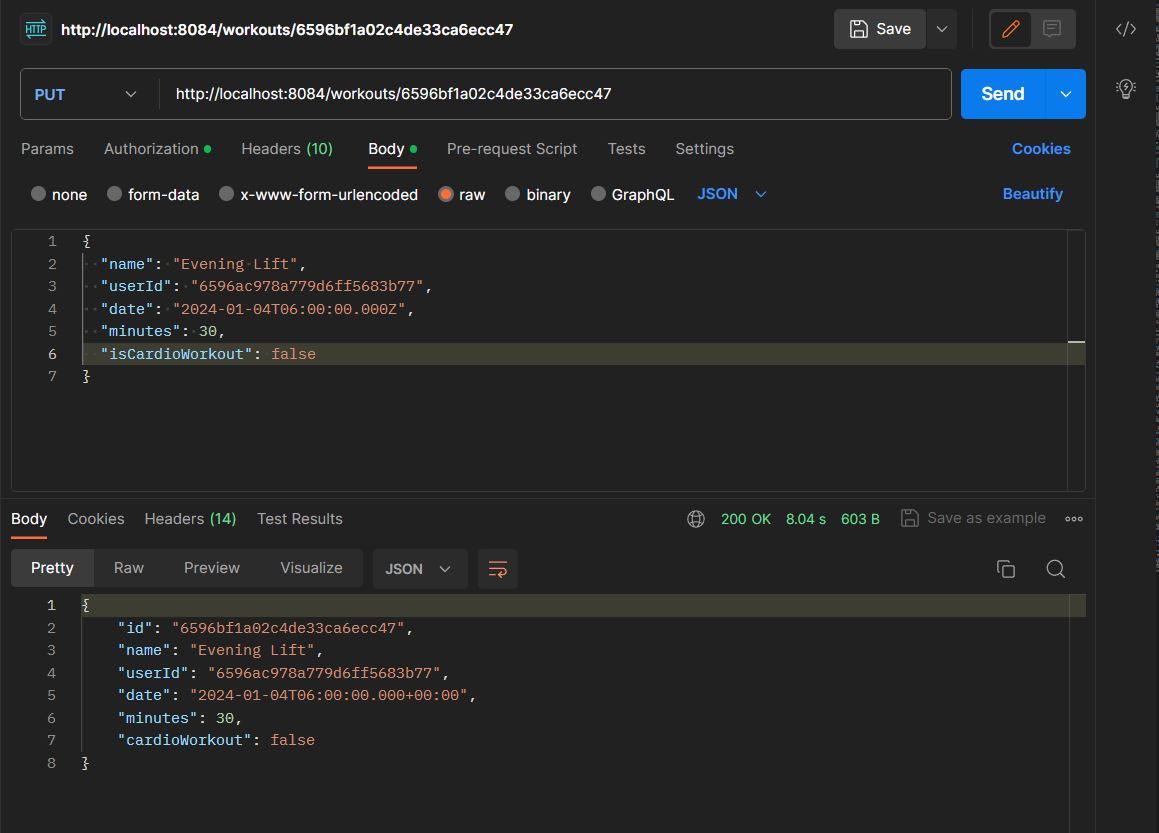 HTTP http://localhost:8084/workouts/6596bf1a02c4de33ca6ecc47 Save
PUT http://localhost:8084/workouts/6596bf1a02c4de33ca6ecc47 Send
Params Authorization Headers (10) Body Pre-request Script Tests Settings Cookies
none form-data x-www-form-urlencoded raw binary GraphQL JSON Beautify
1 {
2 "name": "Evening Lift",
3 "userId": "6596ac978a779d6ff5683b77",
4 "date": "2024-01-04T06:00:00.000Z",
5 "minutes": 30,
6 "isCardioWorkout": false
7 }
Body Cookies Headers (14) Test Results 200 OK 8.04 s 603 B Save as example
Pretty Raw Preview Visualize JSON
1 {
2 "id": "6596bf1a02c4de33ca6ecc47",
3 "name": "Evening Lift",
4 "userId": "6596ac978a779d6ff5683b77",
5 "date": "2024-01-04T06:00:00.000+00:00",
6 "minutes": 30,
7 "cardioWorkout": false
8 }